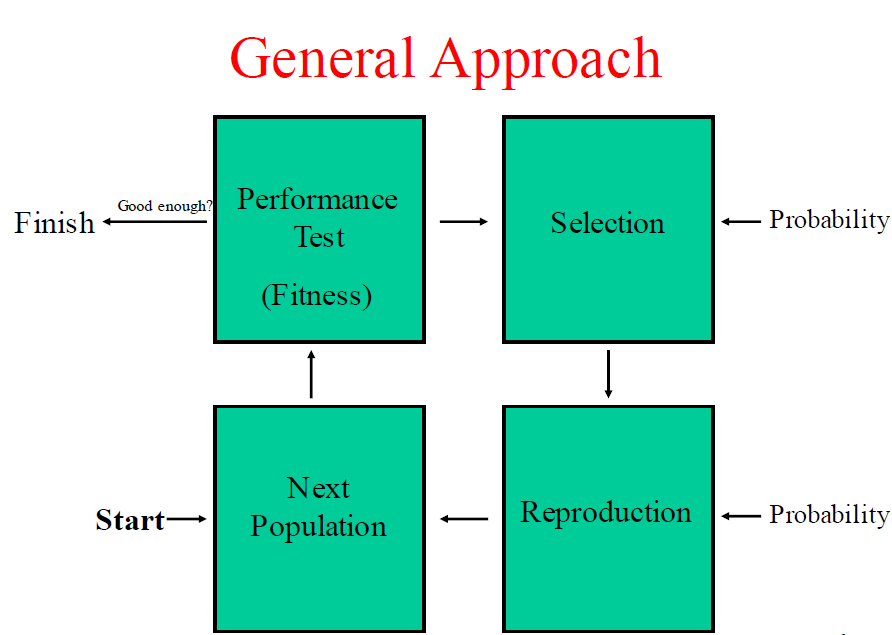 General Approach
Good enough?
Finish
Performance
Test
(Fitness)
Selection
Probability
Start
Next
Population
Reproduction
Probability